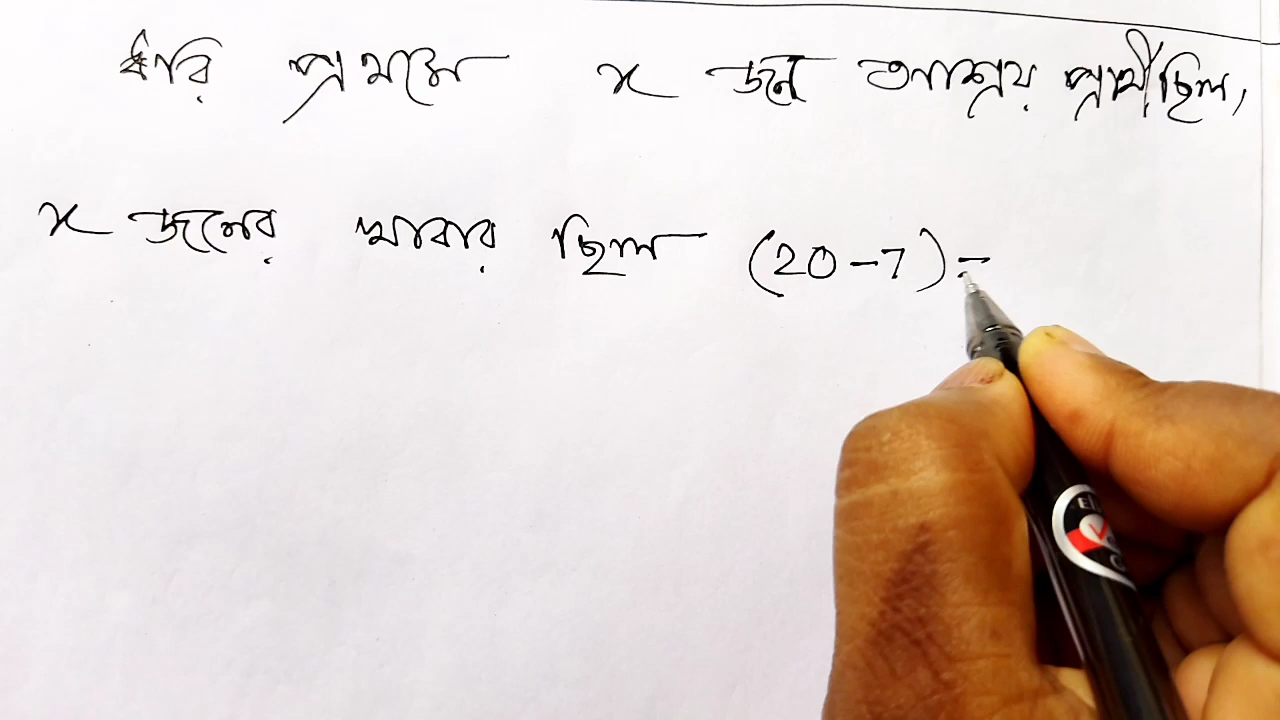 ধরি প্রথমে x জন আশ্রয় প্রার্থী ছিল,
x জনের খাবার ছিল (20-7) =